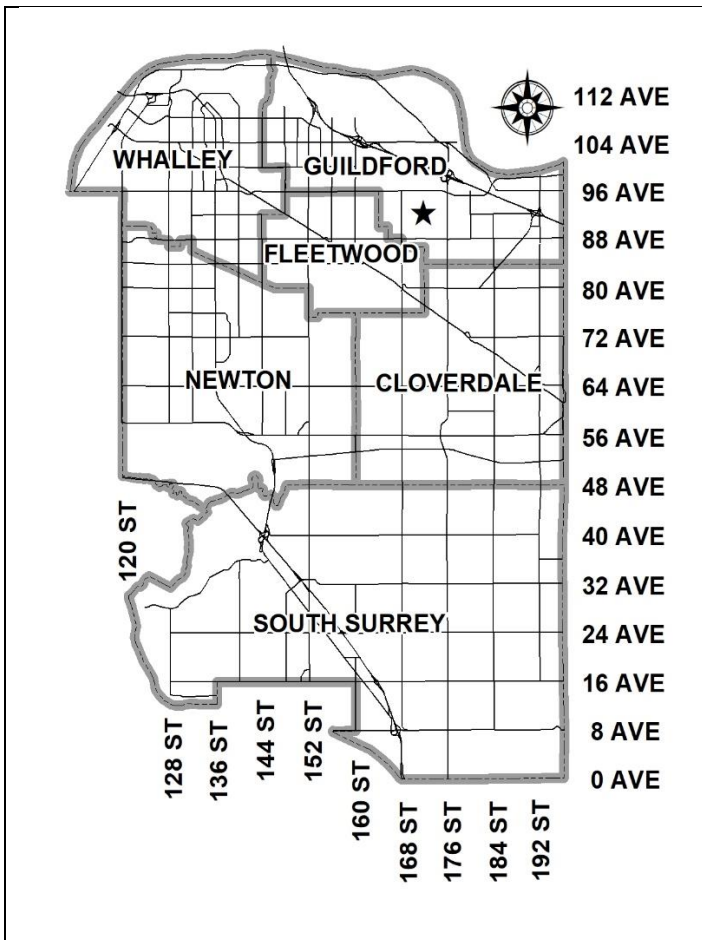 112 AVE
104 AVE
WHALLEY
GUILDFORD
96 AVE
88 AVE
FLEETWOOD
80 AVE
72 AVE
NEWTON
CLOVERDALE
64 AVE
56 AVE
48 AVE
120 ST
40 AVE
32 AVE
SOUTH SURREY
24 AVE
16 AVE
8 AVE
0 AVE
128 ST
136 ST
144 ST
152 ST
160 ST
168 ST
176 ST
184 ST
192 ST